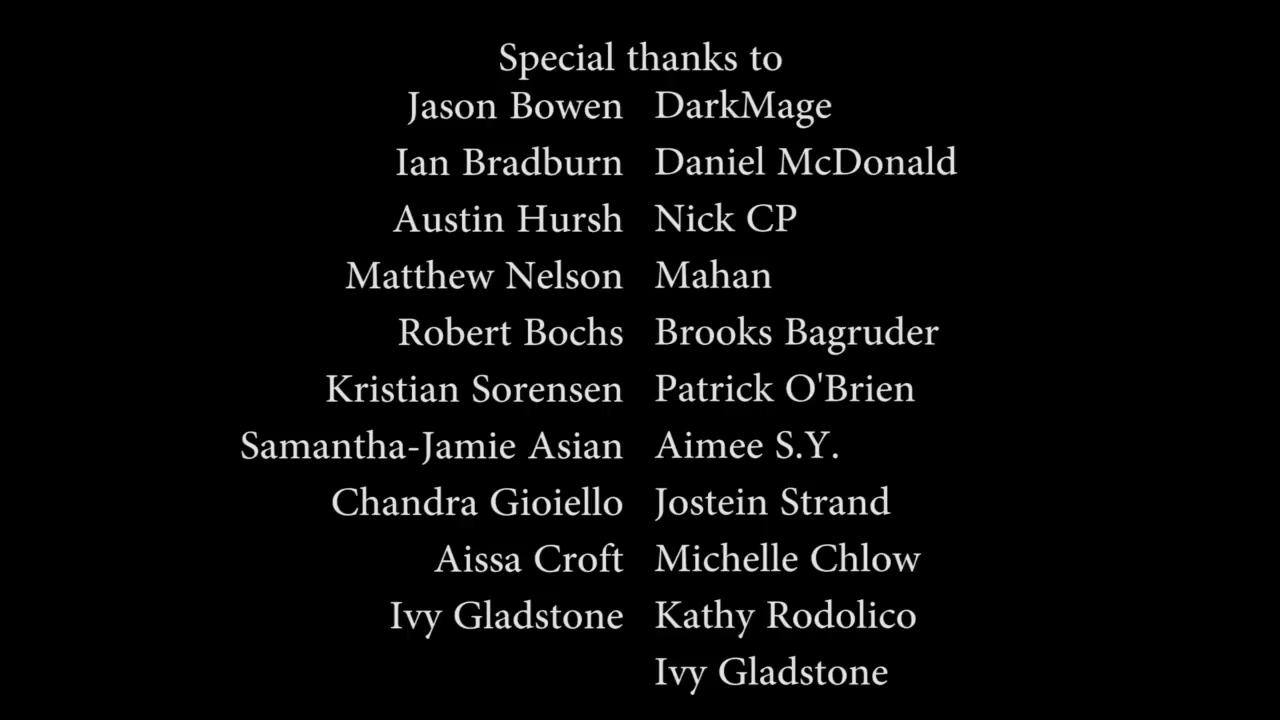 Special thanks to
Jason Bowen DarkMage
Ian Bradburn Daniel McDonald
Austin Hursh Nick CP
Matthew Nelson Mahan
Robert Bochs Brooks Bagruder
Kristian Sorensen Patrick O'Brien
Samantha-Jamie Asian Aimee S.Y.
Chandra Gioiello Jostein Strand
Aissa Croft Michelle Chlow
Ivy Gladstone Kathy Rodolico
Ivy Gladstone